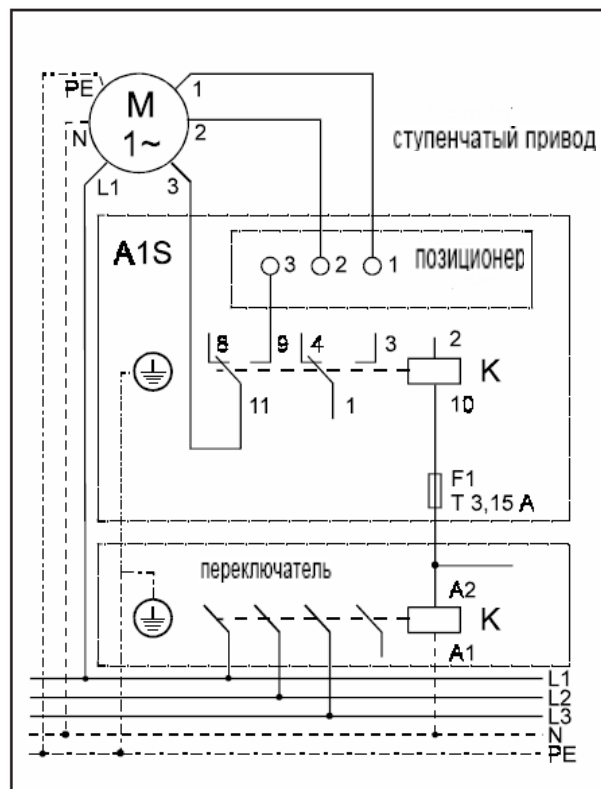 PE
1
M
1~
N
2
L1
3
ступенчатый привод
A1S
позиционер
3
2
1
8
9
4
3
2
K
11
1
10
F1
T 3,15 A
переключатель
A2
K
A1
L1
L2
L3
N
PE